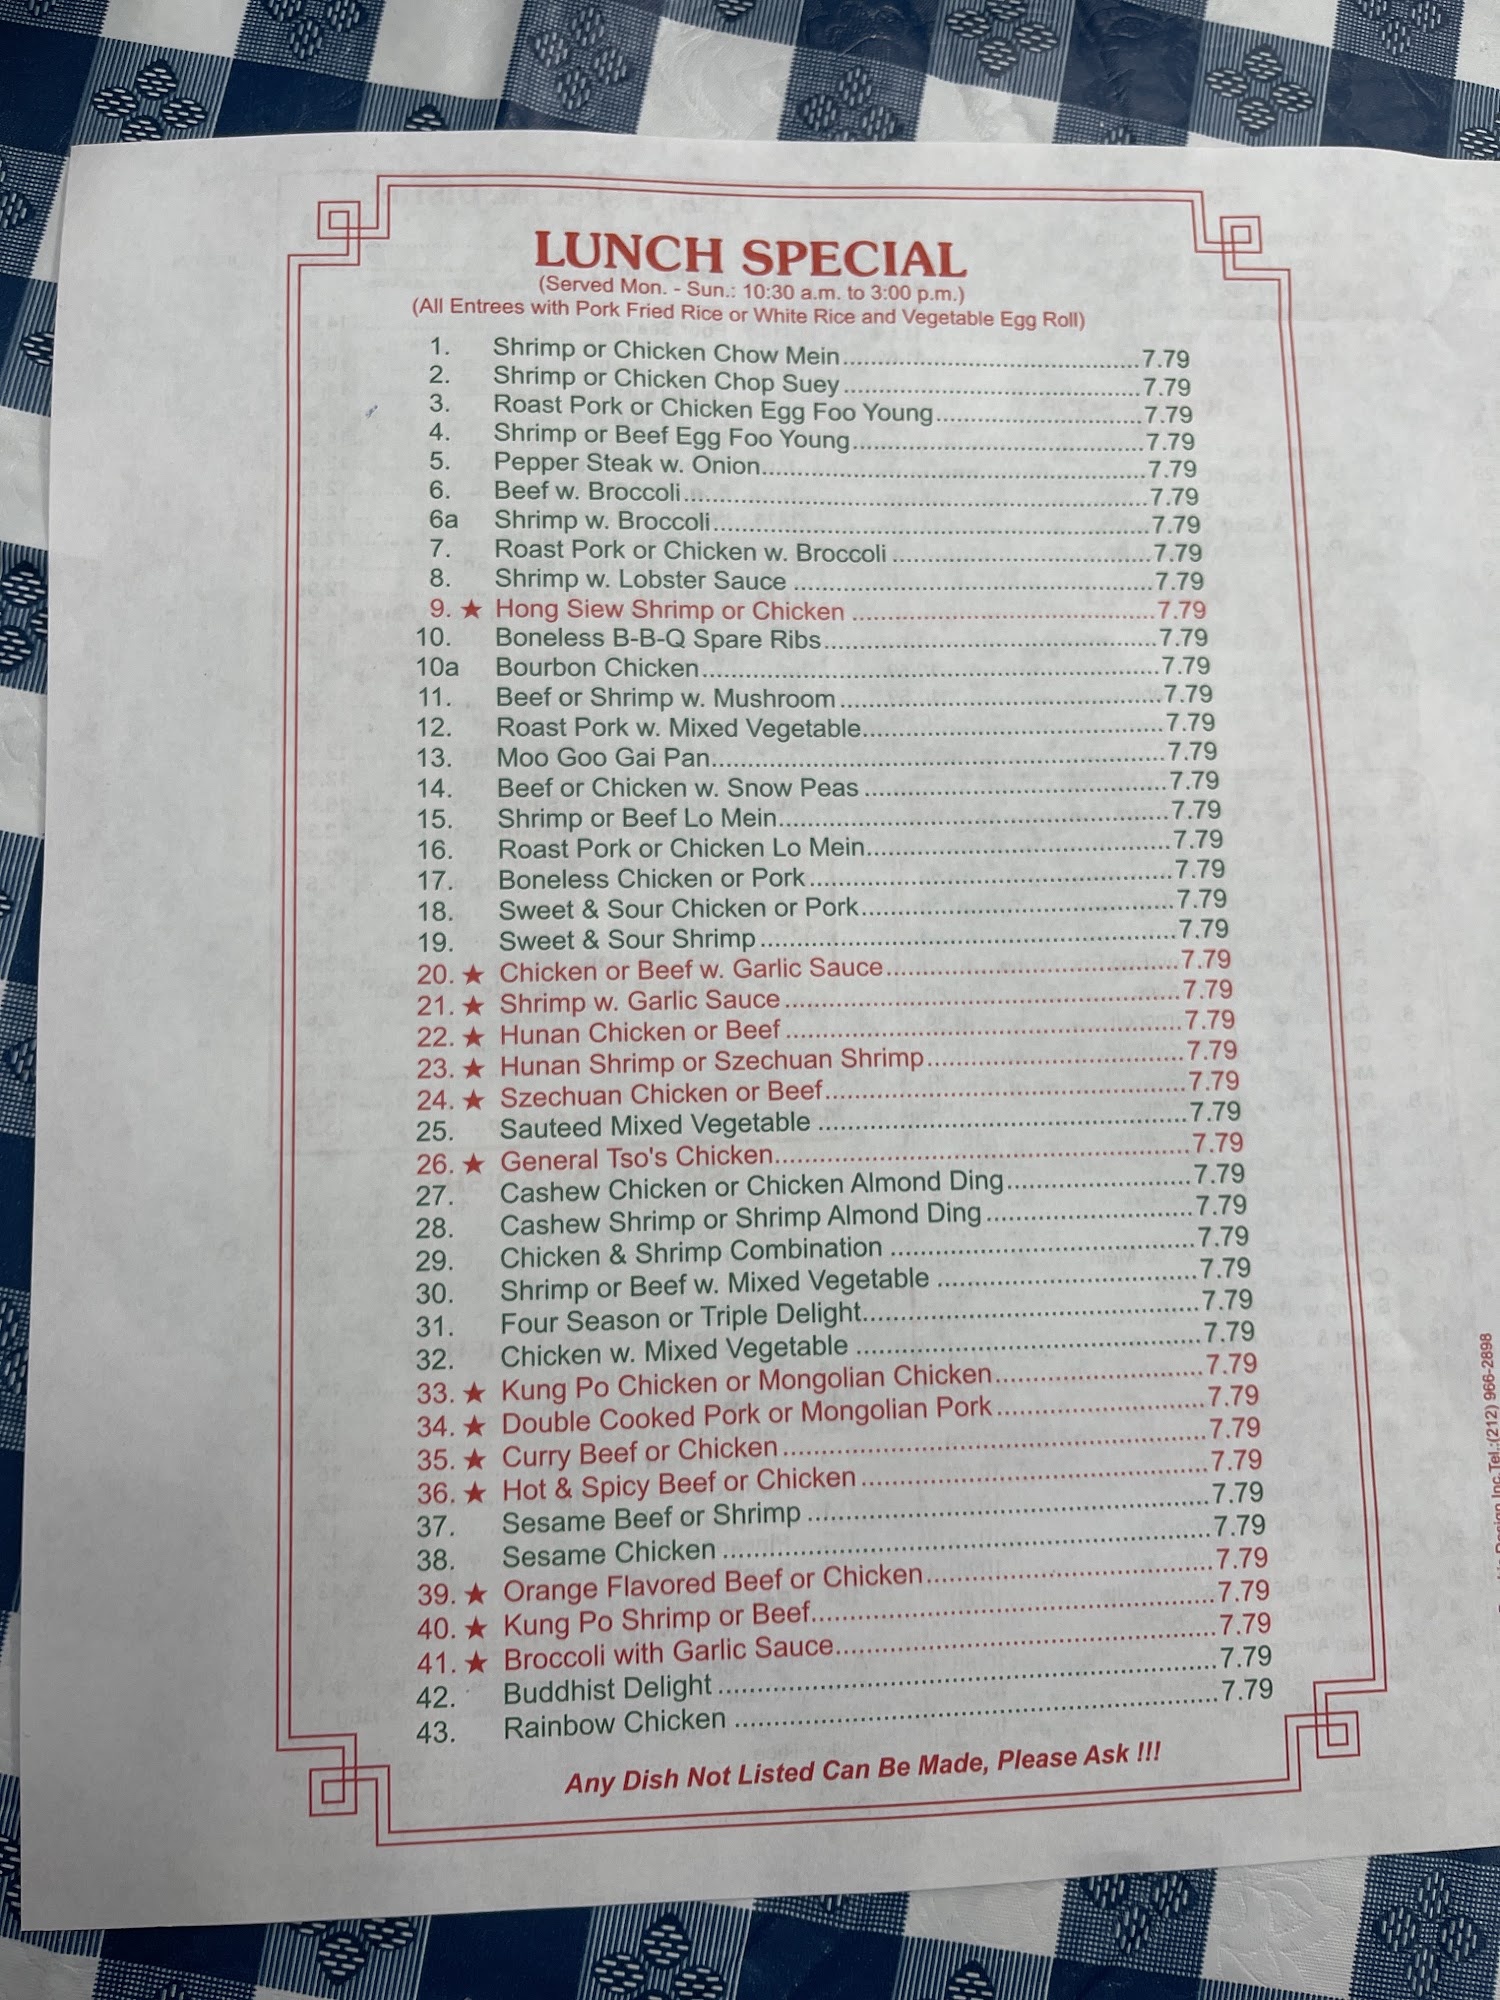 LUNCH SPECIAL
(Served Mon. - Sun.: 10:30 a.m. to 3:00 p.m.)
(All Entrees with Pork Fried Rice or White Rice and Vegetable Egg Roll)
1. Shrimp or Chicken Chow Mein 7.79
2. Shrimp or Chicken Chop Suey 7.79
3. Roast Pork or Chicken Egg Foo Young 7.79
4. Shrimp or Beef Egg Foo Young 7.79
5. Pepper Steak w. Onion 7.79
6. Beef w. Broccoli 7.79
6a Shrimp w. Broccoli 7.79
7. Roast Pork or Chicken w. Broccoli 7.79
8. Shrimp w. Lobster Sauce 7.79
9. ★ Hong Siew Shrimp or Chicken 7.79
10. Boneless B-B-Q Spare Ribs 7.79
10a Bourbon Chicken 7.79
11. Beef or Shrimp w. Mushroom 7.79
12. Roast Pork w. Mixed Vegetable 7.79
13. Moo Goo Gai Pan 7.79
14. Beef or Chicken w. Snow Peas 7.79
15. Shrimp or Beef Lo Mein 7.79
16. Roast Pork or Chicken Lo Mein 7.79
17. Boneless Chicken or Pork 7.79
18. Sweet & Sour Chicken or Pork 7.79
19. Sweet & Sour Shrimp 7.79
20. ★ Chicken or Beef w. Garlic Sauce 7.79
21. ★ Shrimp w. Garlic Sauce 7.79
22. ★ Hunan Chicken or Beef 7.79
23. ★ Hunan Shrimp or Szechuan Shrimp 7.79
24. ★ Szechuan Chicken or Beef 7.79
25. Sauteed Mixed Vegetable 7.79
26. ★ General Tso's Chicken 7.79
27. Cashew Chicken or Chicken Almond Ding 7.79
28. Cashew Shrimp or Shrimp Almond Ding 7.79
29. Chicken & Shrimp Combination 7.79
30. Shrimp or Beef w. Mixed Vegetable 7.79
31. Four Season or Triple Delight 7.79
32. Chicken w. Mixed Vegetable 7.79
33. ★ Kung Po Chicken or Mongolian Chicken 7.79
34. ★ Double Cooked Pork or Mongolian Pork 7.79
35. ★ Curry Beef or Chicken 7.79
36. ★ Hot & Spicy Beef or Chicken 7.79
37. Sesame Beef or Shrimp 7.79
38. Sesame Chicken 7.79
39. ★ Orange Flavored Beef or Chicken 7.79
40. ★ Kung Po Shrimp or Beef 7.79
41. ★ Broccoli with Garlic Sauce 7.79
42. Buddhist Delight 7.79
43. Rainbow Chicken 7.79
Any Dish Not Listed Can Be Made, Please Ask !!!
Design Inc. Tel.:(212) 966-2898